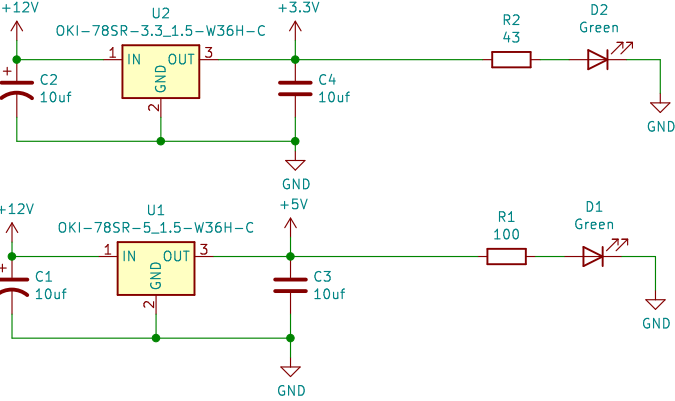 +12V
U2
OKI-78SR-3.3_1.5-W36H-C
+3.3V
R2
43
D2
Green
1
IN
OUT
3
GND
2
+
C2
10uf
C4
10uf
GND
GND
+12V
U1
OKI-78SR-5_1.5-W36H-C
+5V
R1
100
D1
Green
1
IN
OUT
3
GND
2
+
C1
10uf
C3
10uf
GND
GND